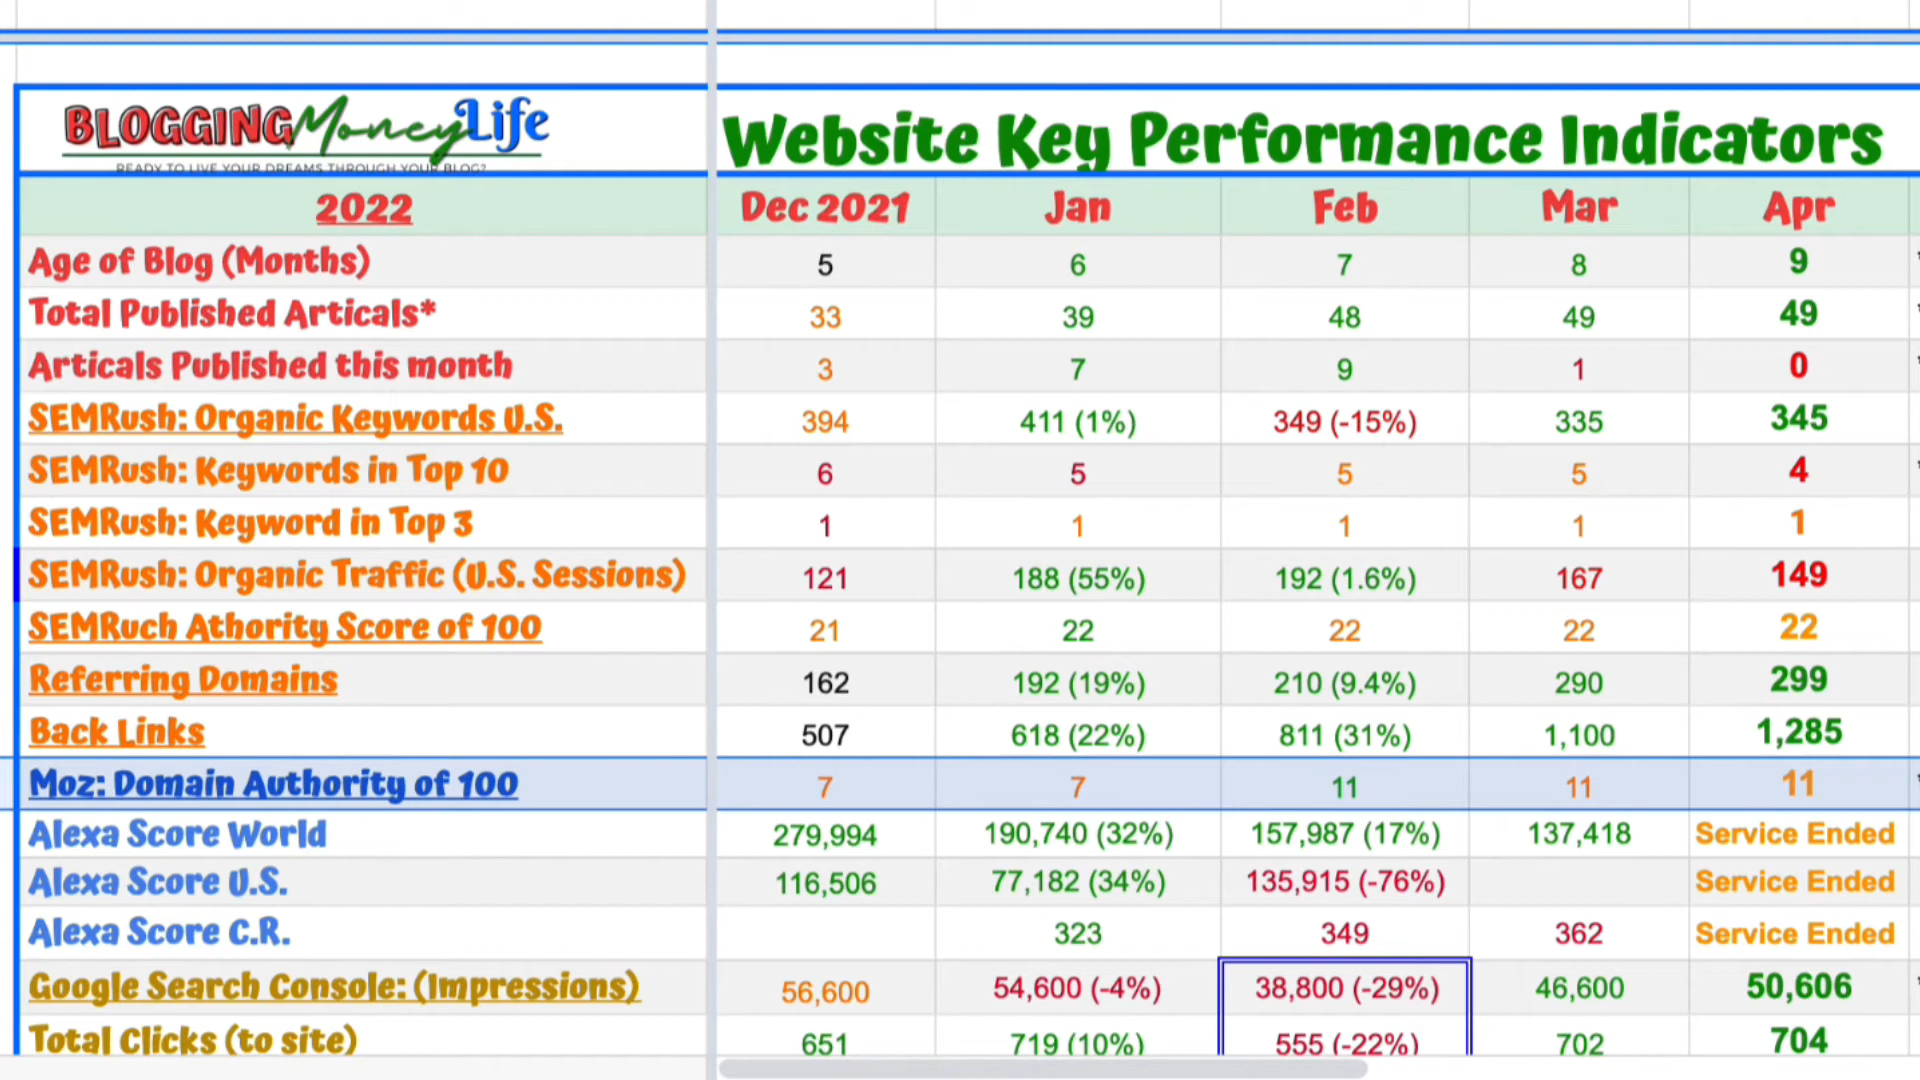 BLOGGING Money Life
READY TO LIVE YOUR DREAMS THROUGH YOUR BLOG?
Website Key Performance Indicators
2022 Dec 2021 Jan Feb Mar Apr
Age of Blog (Months) 5 6 7 8 9
Total Published Articals* 33 39 48 49 49
Articals Published this month 3 7 9 1 0
SEMRush: Organic Keywords U.S. 394 411 (1%) 349 (-15%) 335 345
SEMRush: Keywords in Top 10 6 5 5 5 4
SEMRush: Keyword in Top 3 1 1 1 1 1
SEMRush: Organic Traffic (U.S. Sessions) 121 188 (55%) 192 (1.6%) 167 149
SEMRuch Athority Score of 100 21 22 22 22 22
Referring Domains 162 192 (19%) 210 (9.4%) 290 299
Back Links 507 618 (22%) 811 (31%) 1,100 1,285
Moz: Domain Authority of 100 7 7 11 11 11
Alexa Score World 279,994 190,740 (32%) 157,987 (17%) 137,418 Service Ended
Alexa Score U.S. 116,506 77,182 (34%) 135,915 (-76%) Service Ended
Alexa Score C.R. 323 349 362 Service Ended
Google Search Console: (Impressions) 56,600 54,600 (-4%) 38,800 (-29%) 46,600 50,606
Total Clicks (to site) 651 719 (10%) 555 (-22%) 702 704